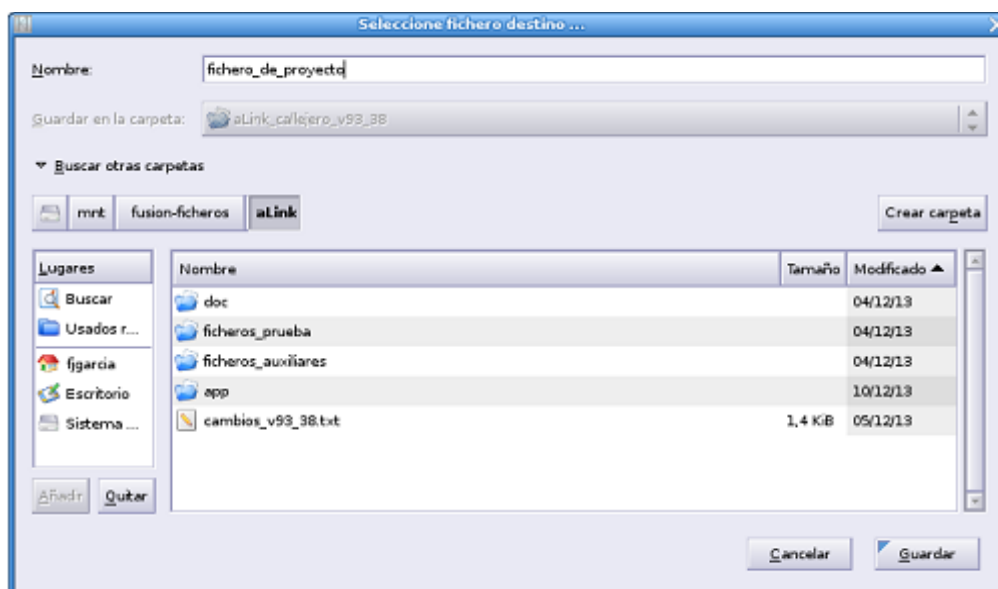 Seleccione fichero destino ...
Nombre: fichero_de_proyecto
Guardar en la carpeta: aLink_callejero_v93_38
Buscar otras carpetas
mnt fusion-ficheros aLink Crear carpeta
Lugares Nombre Tamaño Modificado
Buscar doc 04/12/13
Usados r... ficheros_prueba 04/12/13
fjgarcia ficheros_auxiliares 04/12/13
Escritorio app 10/12/13
Sistema ... cambios_v93_38.txt 1,4 KiB 05/12/13
Añadir Quitar
Cancelar Guardar